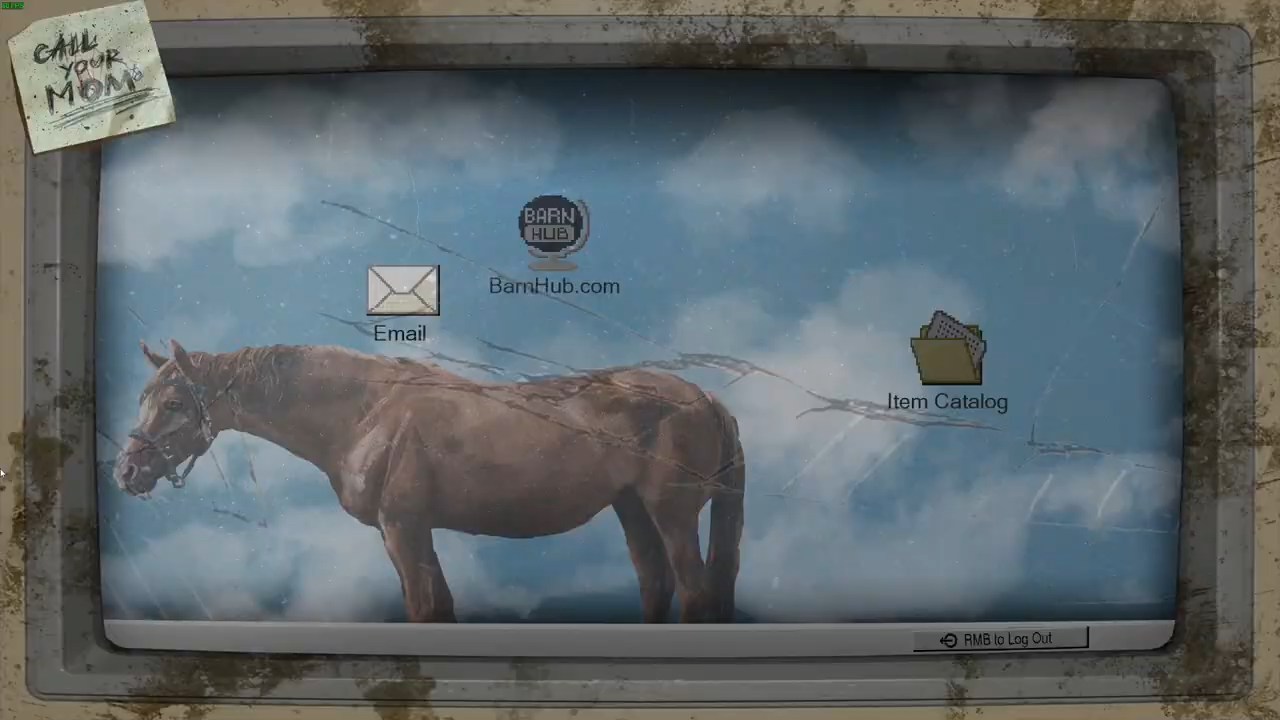 CALL
YOUR
MOM
BARN
HUB
BarnHub.com
Email
Item Catalog
RMB to Log Out